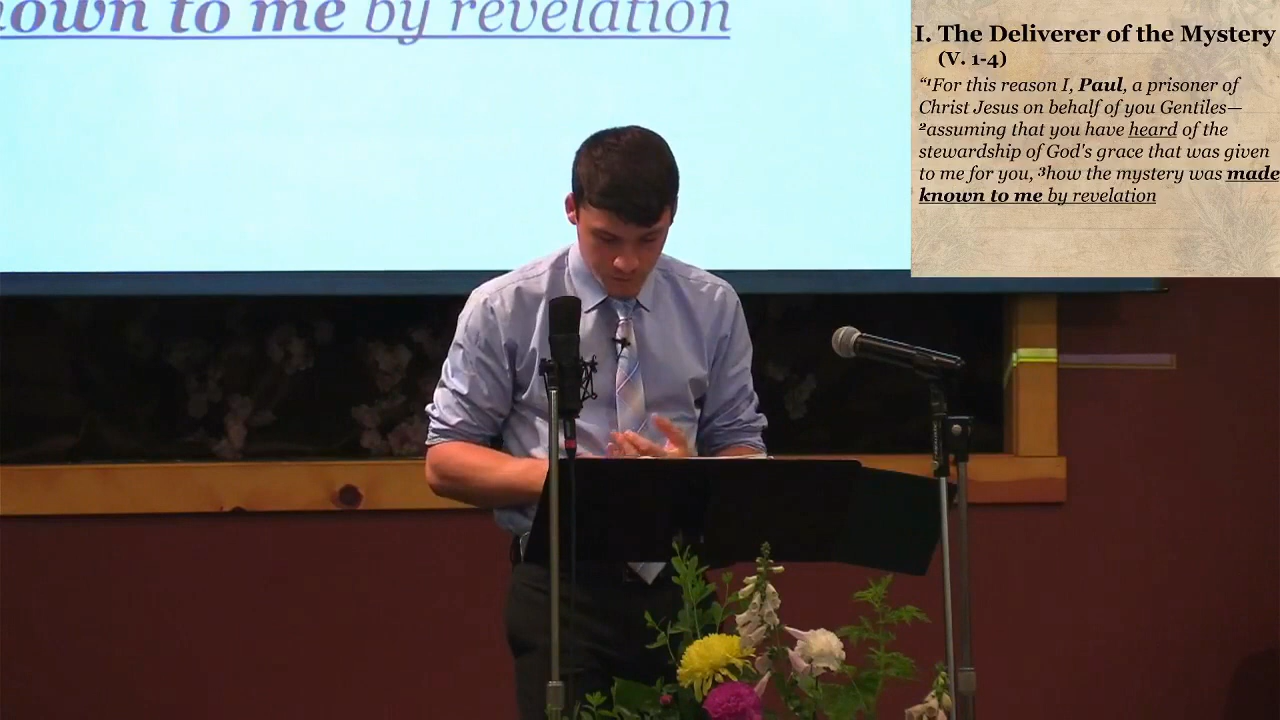 own to me by revelation
I. The Deliverer of the Mystery
(V. 1-4)
“¹For this reason I, Paul, a prisoner of
Christ Jesus on behalf of you Gentiles—
²assuming that you have heard of the
stewardship of God's grace that was given
to me for you, ³how the mystery was made
known to me by revelation